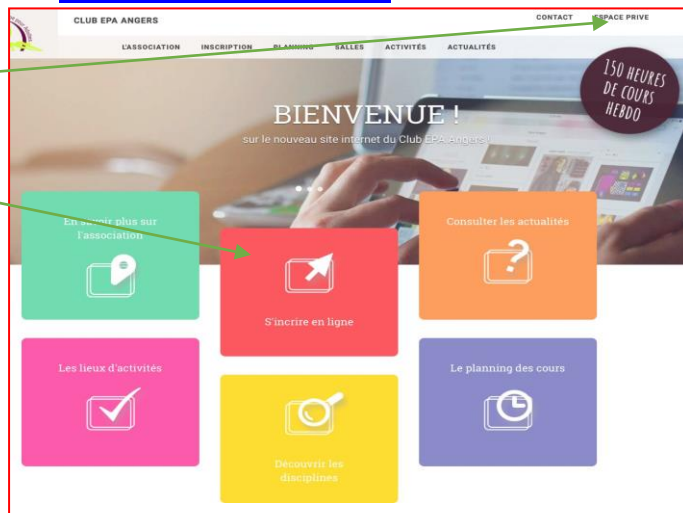 CLUB EPA ANGERS
CONTACT ESPACE PRIVE
L'ASSOCIATION INSCRIPTION PLANNING SALLES ACTIVITÉS ACTUALITÉS
150 HEURES
DE COURS
HEBDO
BIENVENUE !
sur le nouveau site internet du Club EPA Angers !
En savoir plus sur
l'association
S'incrire en ligne
Consulter les actualités
Les lieux d'activités
Découvrir les
disciplines
Le planning des cours